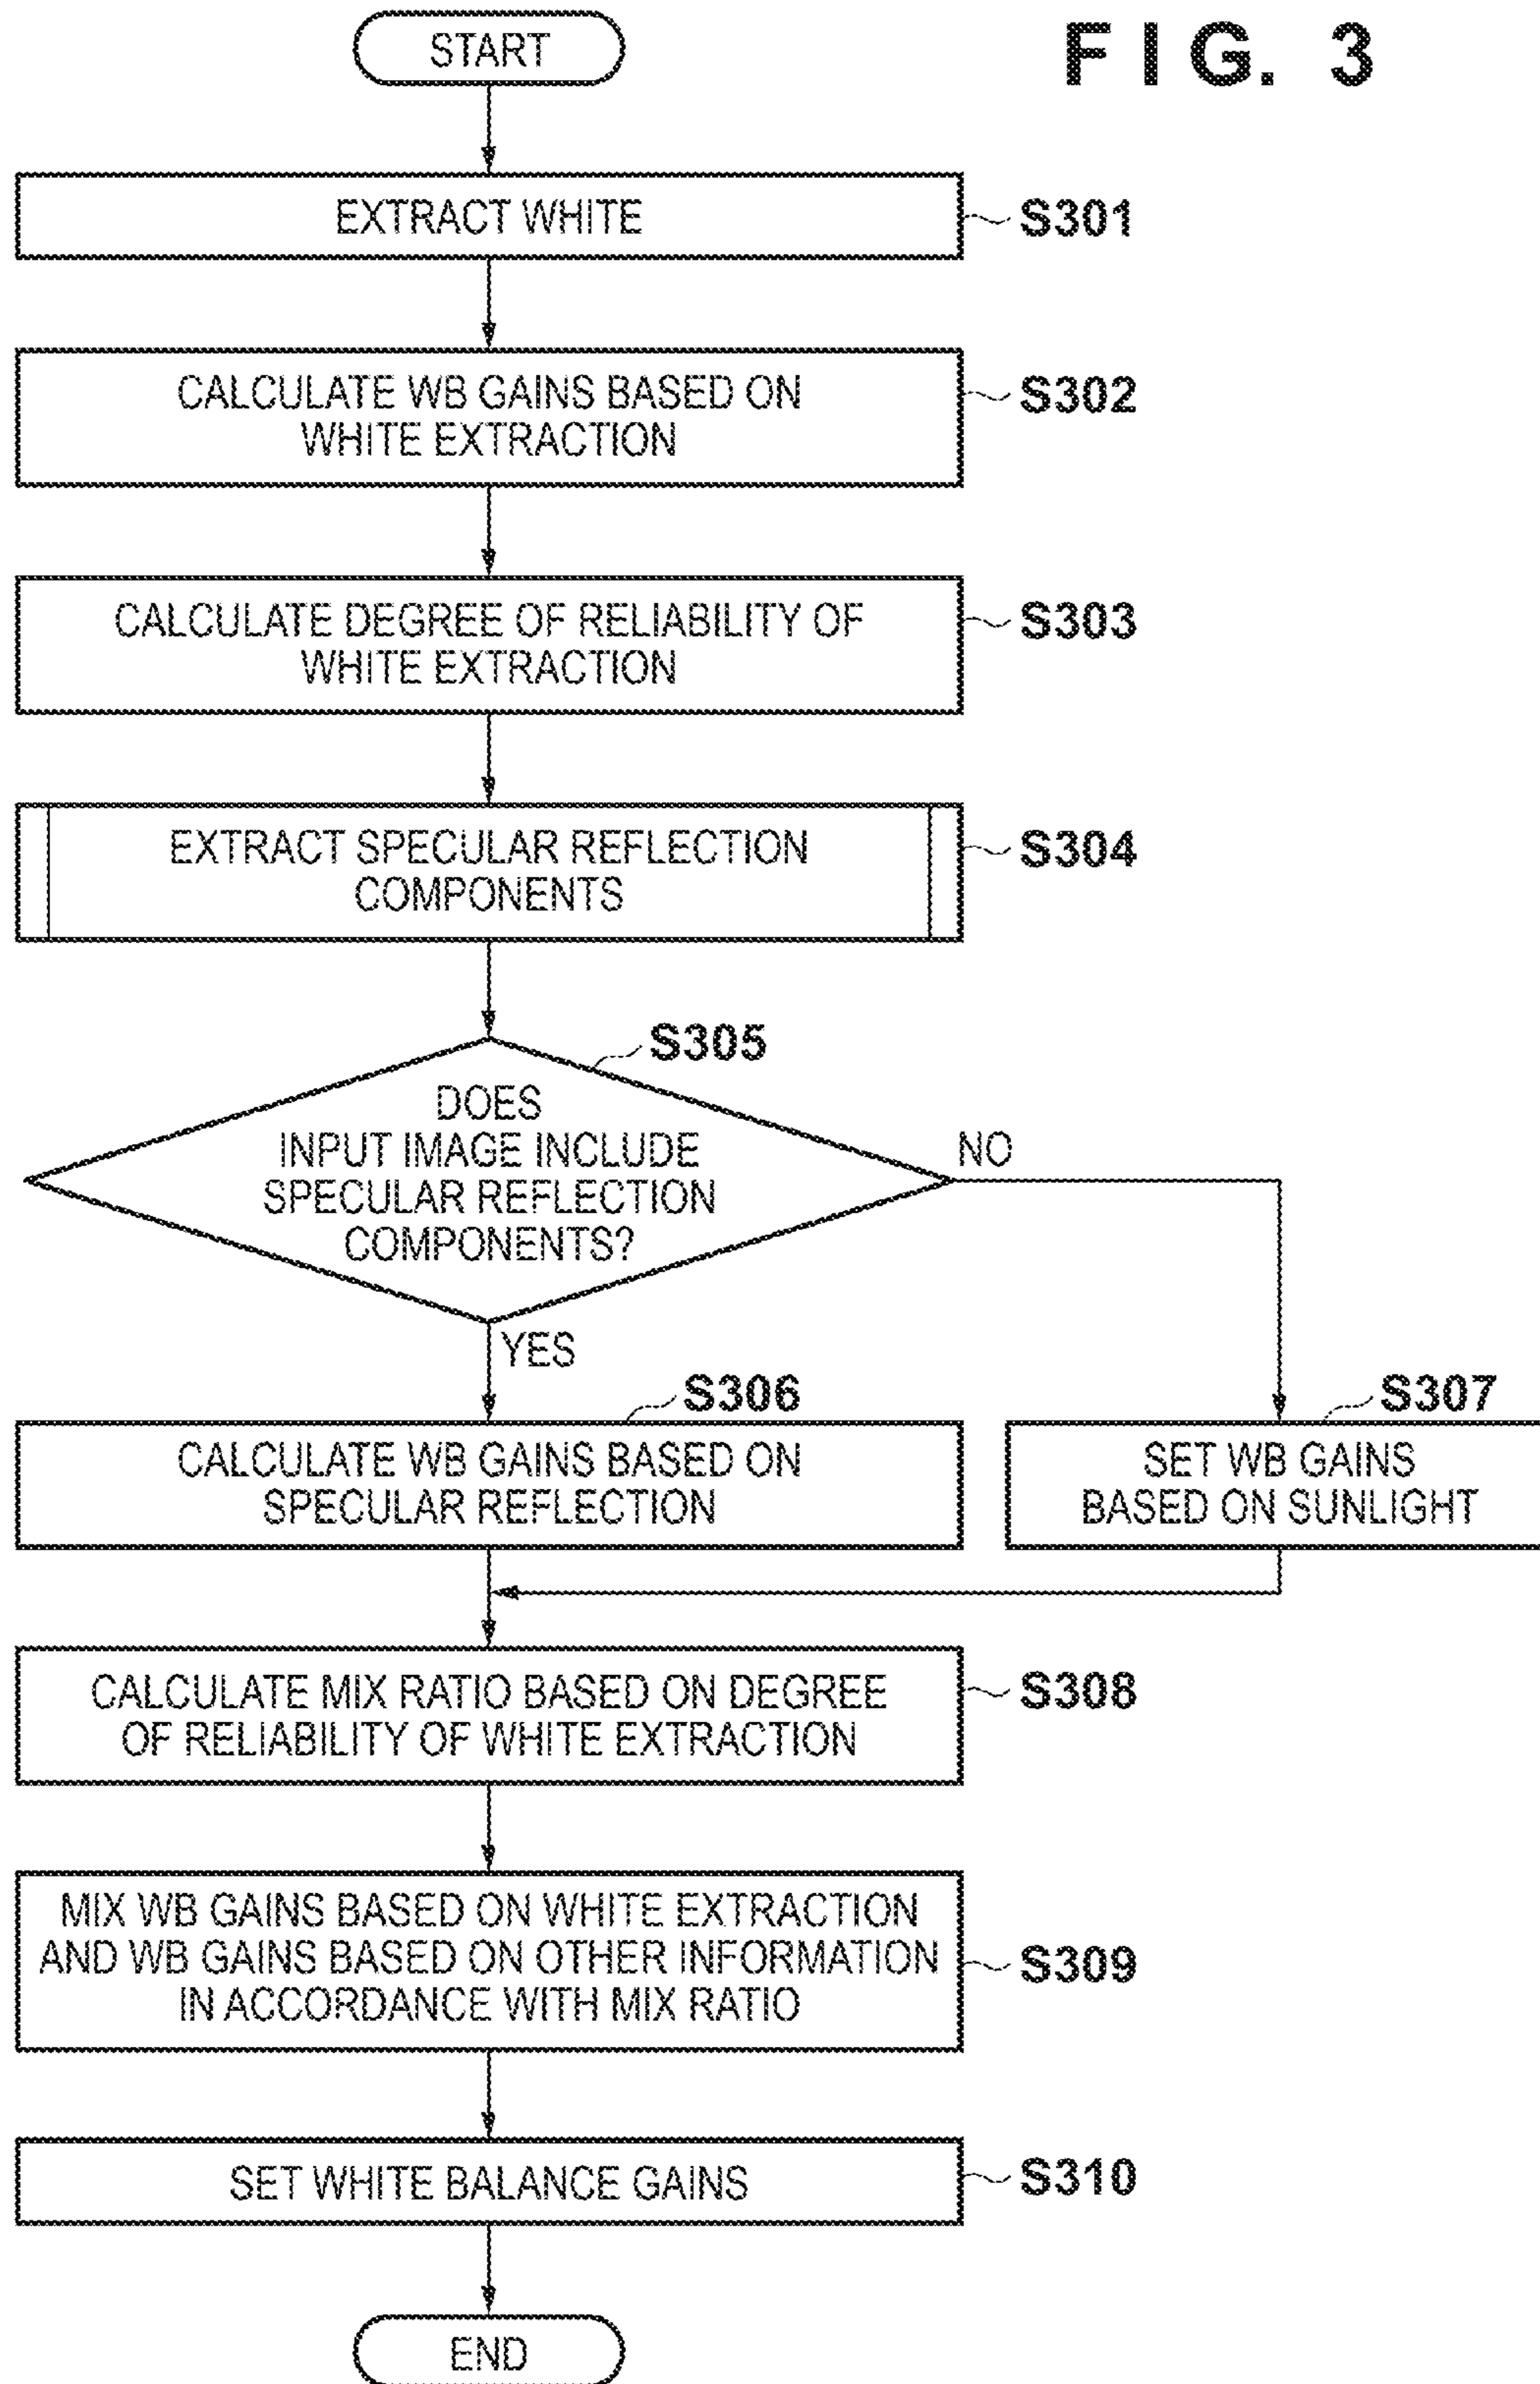 FIG. 3
START
EXTRACT WHITE
S301
CALCULATE WB GAINS BASED ON
WHITE EXTRACTION
S302
CALCULATE DEGREE OF RELIABILITY OF
WHITE EXTRACTION
S303
EXTRACT SPECULAR REFLECTION
COMPONENTS
S304
S305
DOES
INPUT IMAGE INCLUDE
SPECULAR REFLECTION
COMPONENTS?
NO
YES
S306
CALCULATE WB GAINS BASED ON
SPECULAR REFLECTION
S307
SET WB GAINS
BASED ON SUNLIGHT
CALCULATE MIX RATIO BASED ON DEGREE
OF RELIABILITY OF WHITE EXTRACTION
S308
MIX WB GAINS BASED ON WHITE EXTRACTION
AND WB GAINS BASED ON OTHER INFORMATION
IN ACCORDANCE WITH MIX RATIO
S309
SET WHITE BALANCE GAINS
S310
END